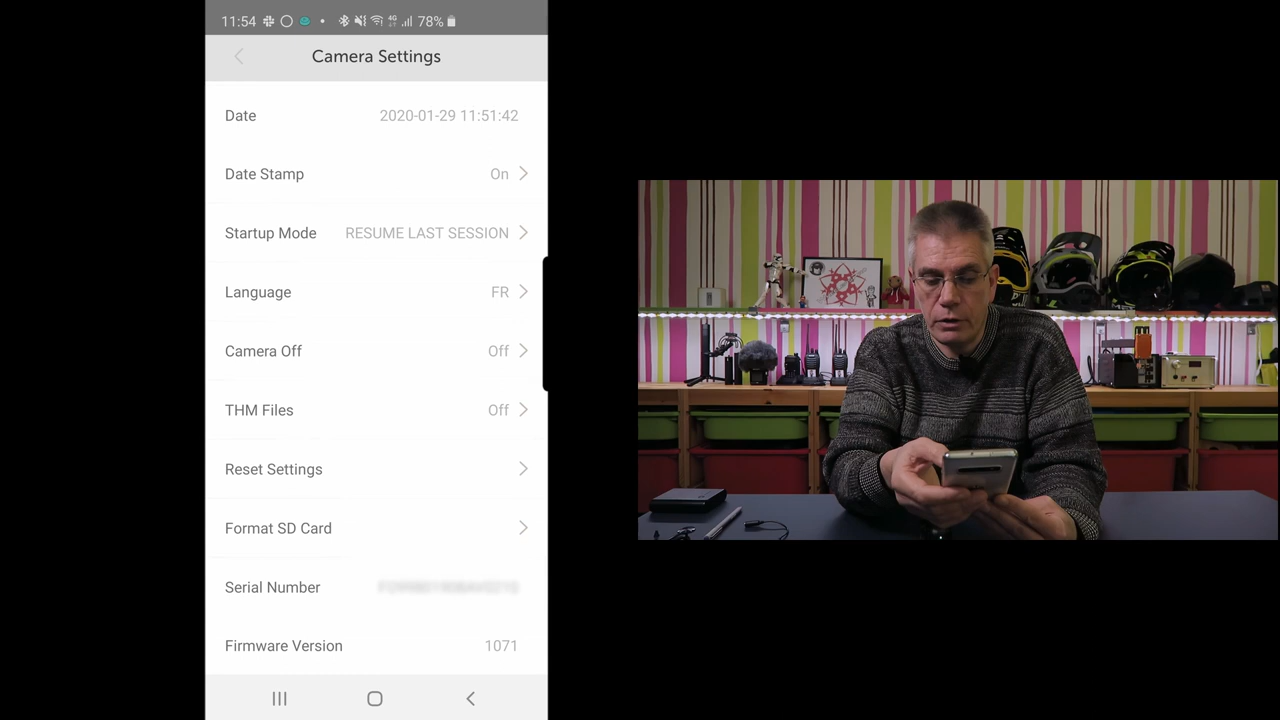 11:54 4G 78%
Camera Settings
Date 2020-01-29 11:51:42
Date Stamp On
Startup Mode RESUME LAST SESSION
Language FR
Camera Off Off
THM Files Off
Reset Settings
Format SD Card
Serial Number
Firmware Version 1071